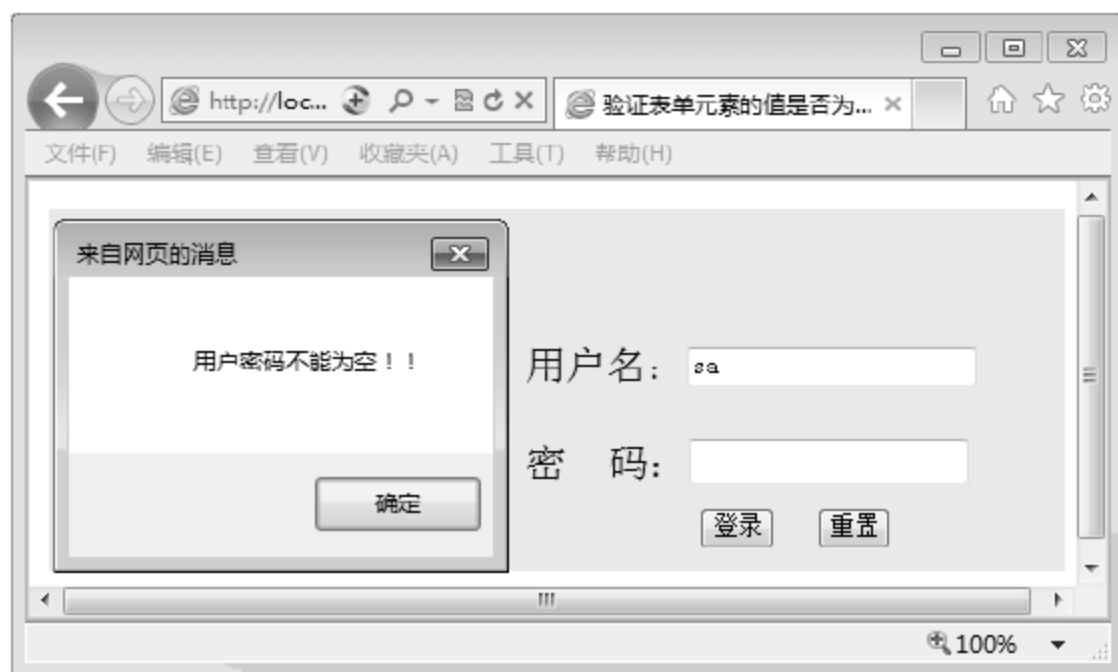 http://loc...
验证表单元素的值是否为...
文件(F) 编辑(E) 查看(V) 收藏夹(A) 工具(T) 帮助(H)
来自网页的消息
用户密码不能为空！！
确定
用户名：sa
密 码：
登录 重置
100%